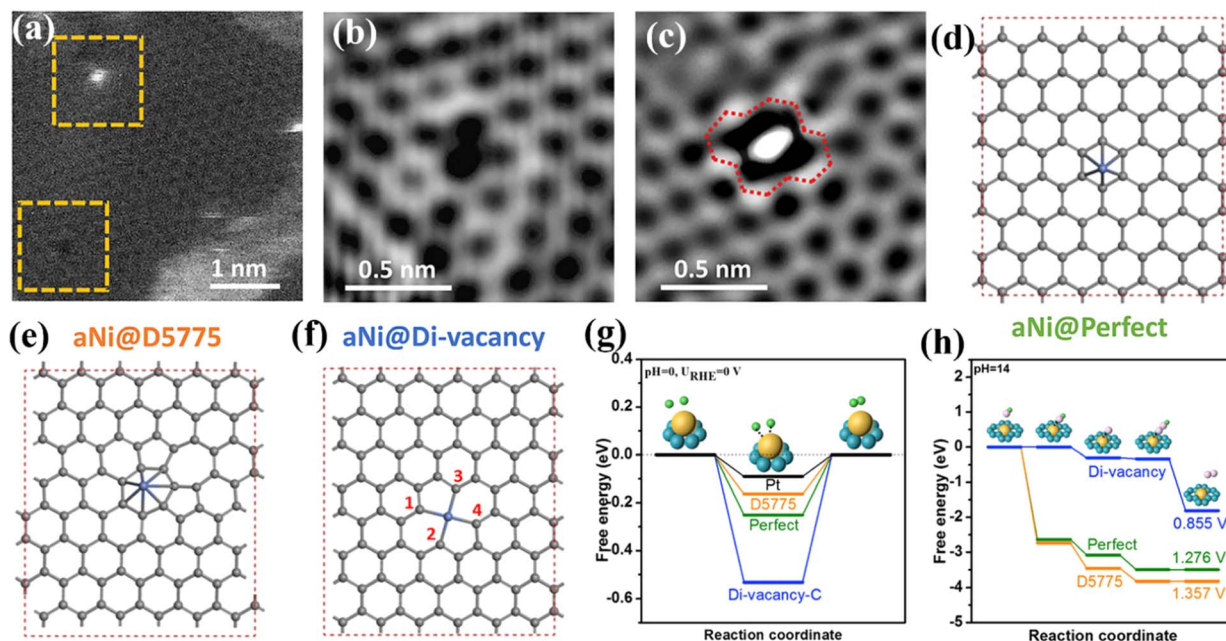 (a)
1 nm
(b)
0.5 nm
(c)
0.5 nm
(d)
aNi@Perfect
(e)
aNi@D5775
(f)
aNi@Di-vacancy
1
2
3
4
(g)
pH=0, URHE=0 V
0.4
0.2
0.0
-0.2
-0.4
-0.6
Free energy (eV)
Pt
D5775
Perfect
Di-vacancy-C
Reaction coordinate
(h)
pH=14
2
1
0
-1
-2
-3
-4
-5
Free energy (eV)
Di-vacancy
0.855 V
Perfect
1.276 V
D5775
1.357 V
Reaction coordinate